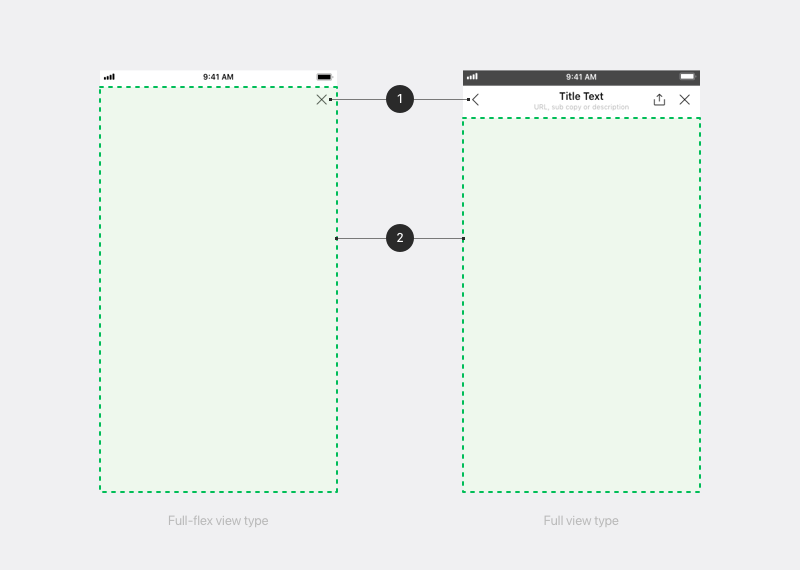 9:41 AM
9:41 AM
1
Title Text
URL, sub copy or description
2
Full-flex view type
Full view type